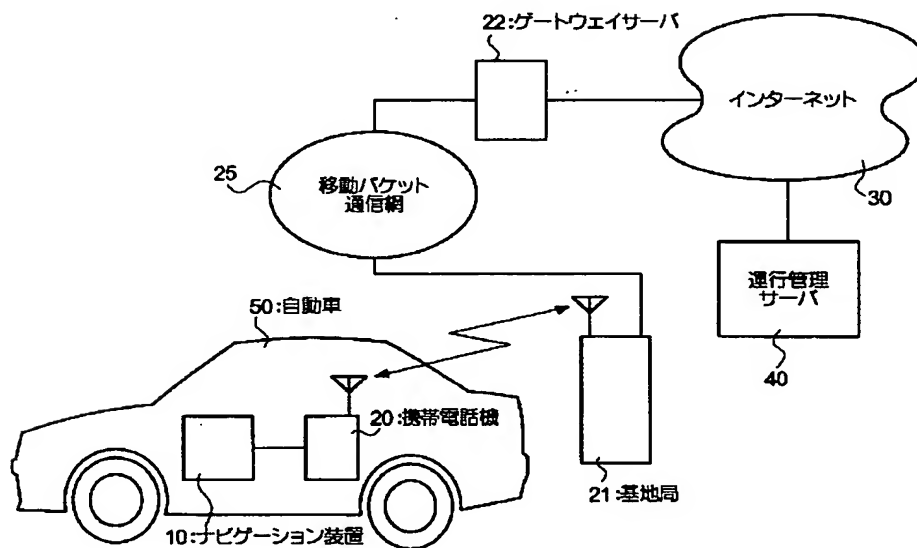 22:ゲートウェイサーバ
インターネット
25
移動パケット
通信網
30
運行管理
サーバ
50:自動車
40
20:携帯電話機
21:基地局
10:ナビゲーション装置